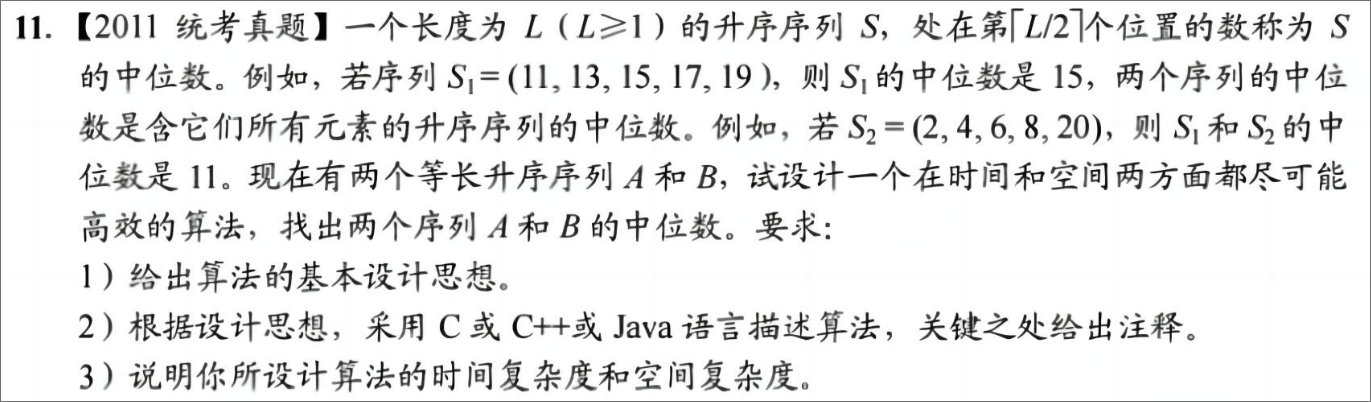 11.【2011 统考真题】一个长度为 L（L≥1）的升序序列 S，处在第⌈L/2⌉个位置的数称为 S
的中位数。例如，若序列 S₁=(11, 13, 15, 17, 19 )，则 S₁的中位数是 15，两个序列的中位
数是含它们所有元素的升序序列的中位数。例如，若 S₂=(2, 4, 6, 8, 20)，则 S₁和 S₂的中
位数是 11。现在有两个等长升序序列 A 和 B，试设计一个在时间和空间两方面都尽可能
高效的算法，找出两个序列 A 和 B 的中位数。要求：
1）给出算法的基本设计思想。
2）根据设计思想，采用 C 或 C++或 Java 语言描述算法，关键之处给出注释。
3）说明你所设计算法的时间复杂度和空间复杂度。